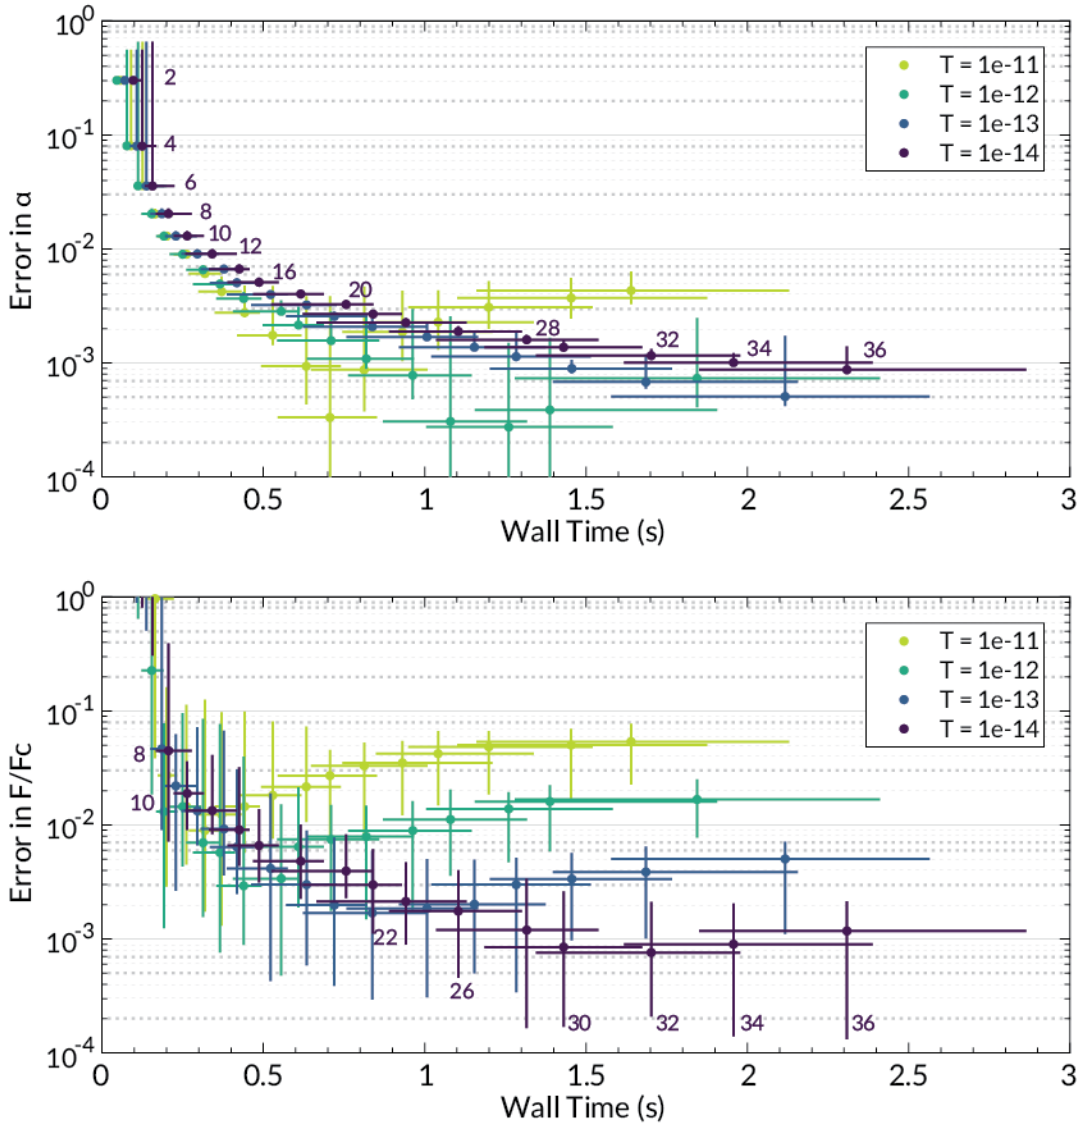 10^0
10^-1
10^-2
10^-3
10^-4
Error in α
2
4
6
8
10
12
16
20
28
32
34
36
T = 1e-11
T = 1e-12
T = 1e-13
T = 1e-14
0 0.5 1 1.5 2 2.5 3
Wall Time (s)
10^0
10^-1
10^-2
10^-3
10^-4
Error in F/Fc
8
10
22
26
30
32
34
36
T = 1e-11
T = 1e-12
T = 1e-13
T = 1e-14
0 0.5 1 1.5 2 2.5 3
Wall Time (s)